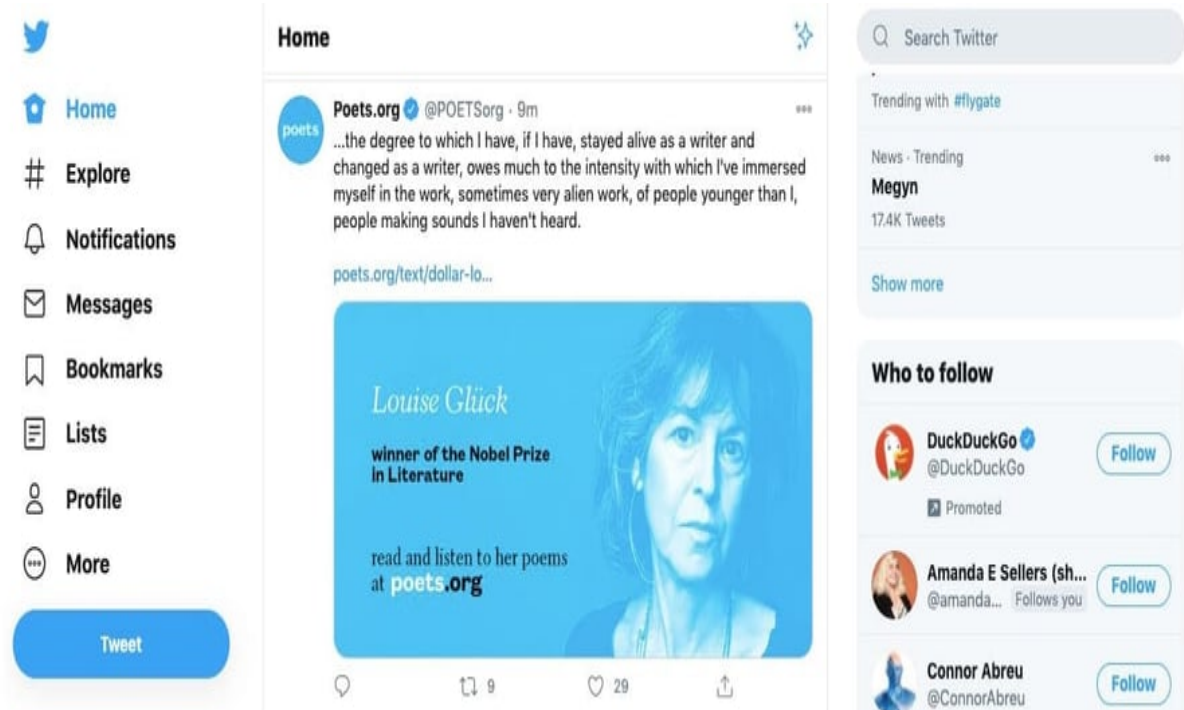 Home
Explore
Notifications
Messages
Bookmarks
Lists
Profile
More
Tweet
Home
poets
Poets.org @POETSorg · 9m
...the degree to which I have, if I have, stayed alive as a writer and
changed as a writer, owes much to the intensity with which I've immersed
myself in the work, sometimes very alien work, of people younger than I,
people making sounds I haven't heard.
poets.org/text/dollar-lo...
Louise Glück
winner of the Nobel Prize
in Literature
read and listen to her poems
at poets.org
9
29
Search Twitter
Trending with #flygate
News · Trending
Megyn
17.4K Tweets
Show more
Who to follow
DuckDuckGo
@DuckDuckGo
Follow
Promoted
Amanda E Sellers (sh...
@amanda... Follows you
Follow
Connor Abreu
@ConnorAbreu
Follow